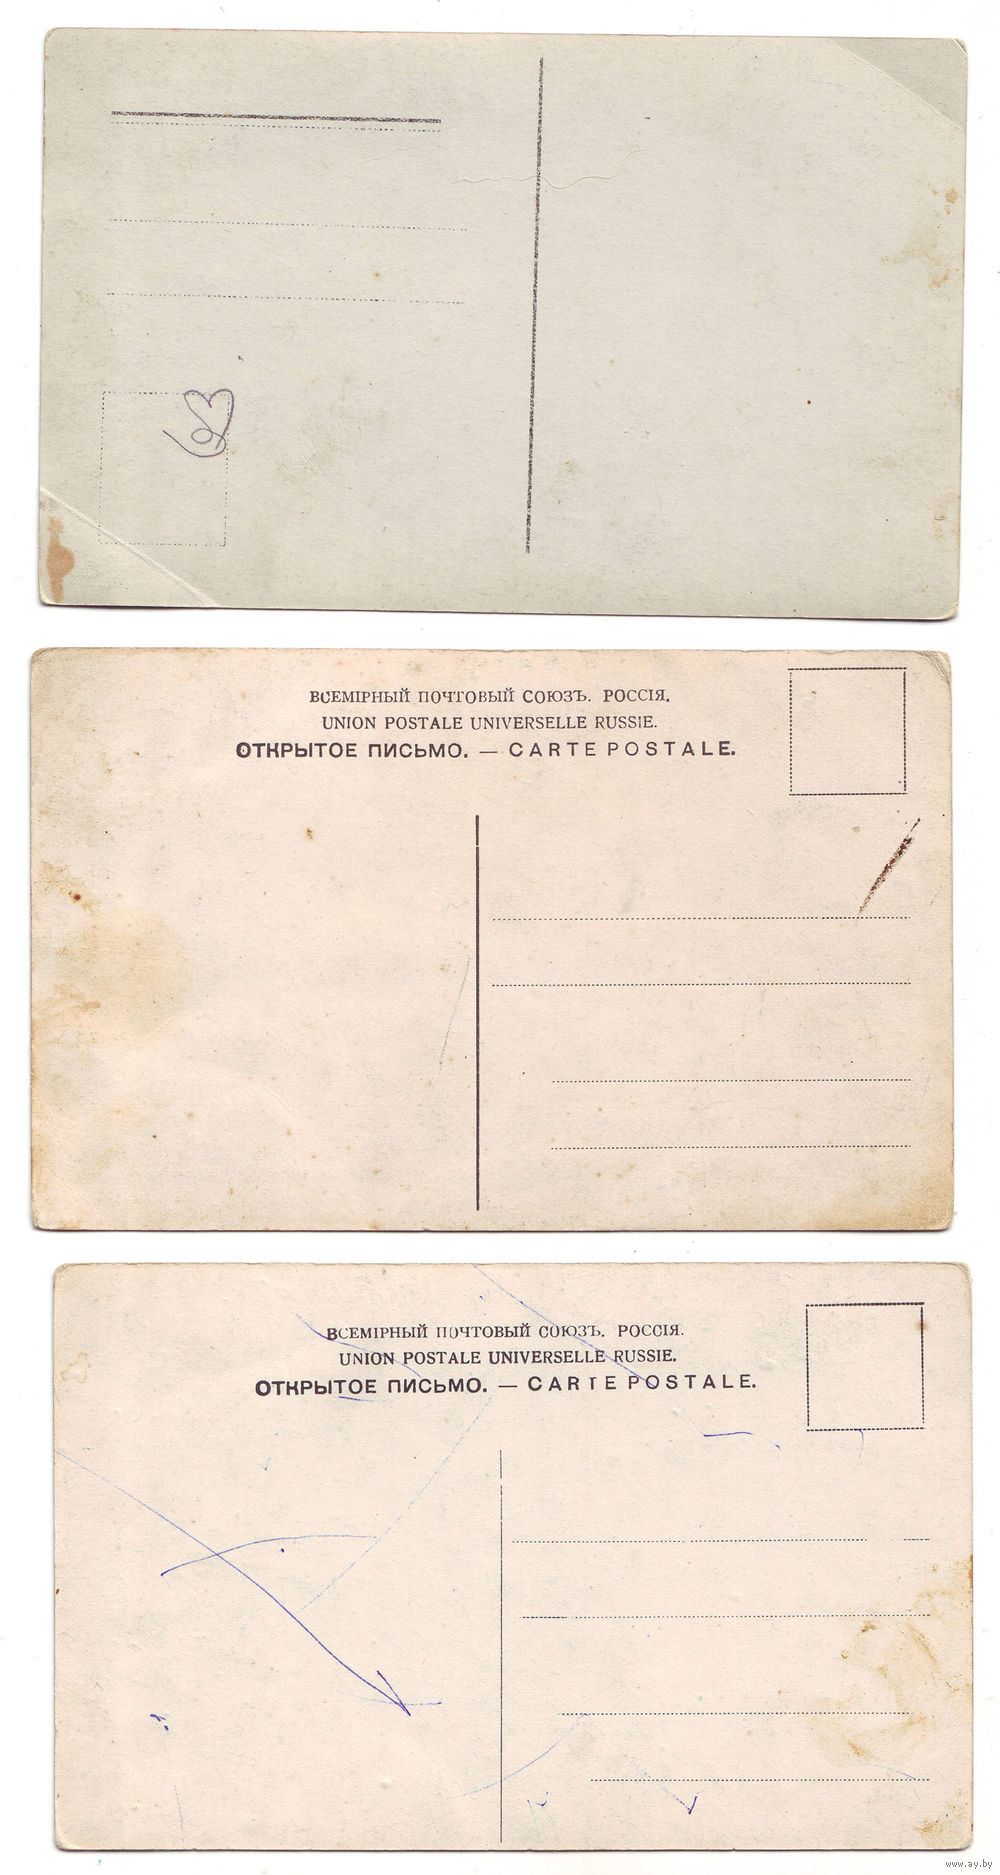 ВСЕМІРНЫЙ ПОЧТОВЫЙ СОЮЗЪ. РОССІЯ.
UNION POSTALE UNIVERSELLE RUSSIE.
ОТКРЫТОЕ ПИСЬМО. — CARTE POSTALE.
ВСЕМІРНЫЙ ПОЧТОВЫЙ СОЮЗЪ. РОССІЯ.
UNION POSTALE UNIVERSELLE RUSSIE.
ОТКРЫТОЕ ПИСЬМО. — CARTE POSTALE.
www.ay.by